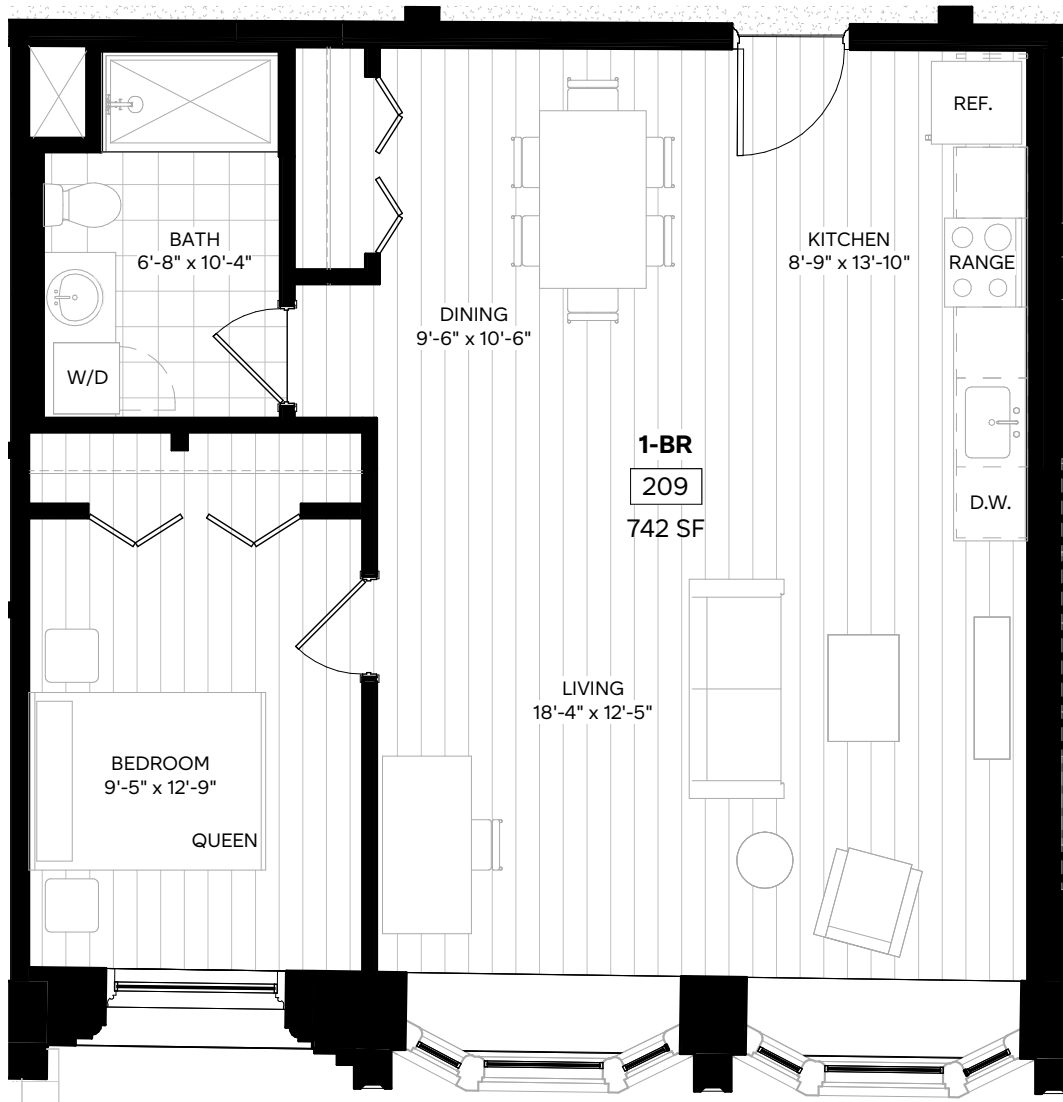 REF.
BATH
6'-8" x 10'-4"
KITCHEN
8'-9" x 13'-10"
RANGE
DINING
9'-6" x 10'-6"
W/D
1-BR
209
742 SF
D.W.
LIVING
18'-4" x 12'-5"
BEDROOM
9'-5" x 12'-9"
QUEEN